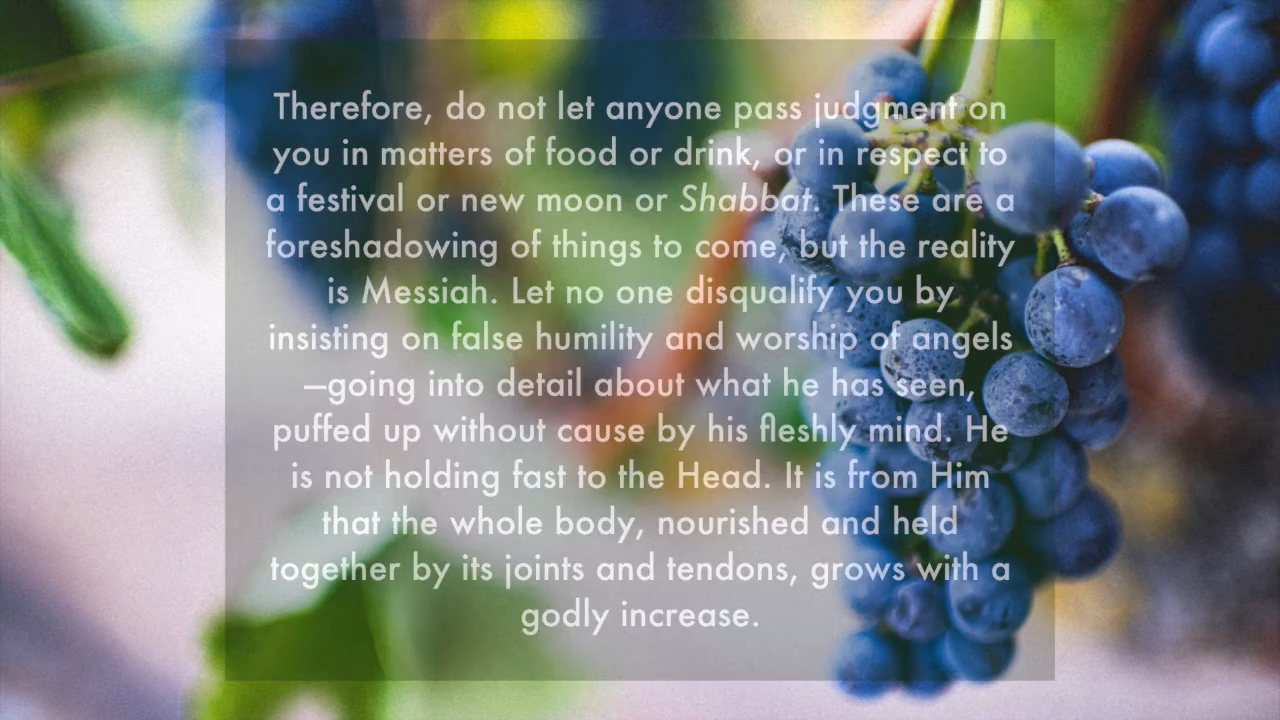 Therefore, do not let anyone pass judgment on
you in matters of food or drink, or in respect to
a festival or new moon or Shabbat. These are a
foreshadowing of things to come, but the reality
is Messiah. Let no one disqualify you by
insisting on false humility and worship of angels
—going into detail about what he has seen,
puffed up without cause by his fleshly mind. He
is not holding fast to the Head. It is from Him
that the whole body, nourished and held
together by its joints and tendons, grows with a
godly increase.